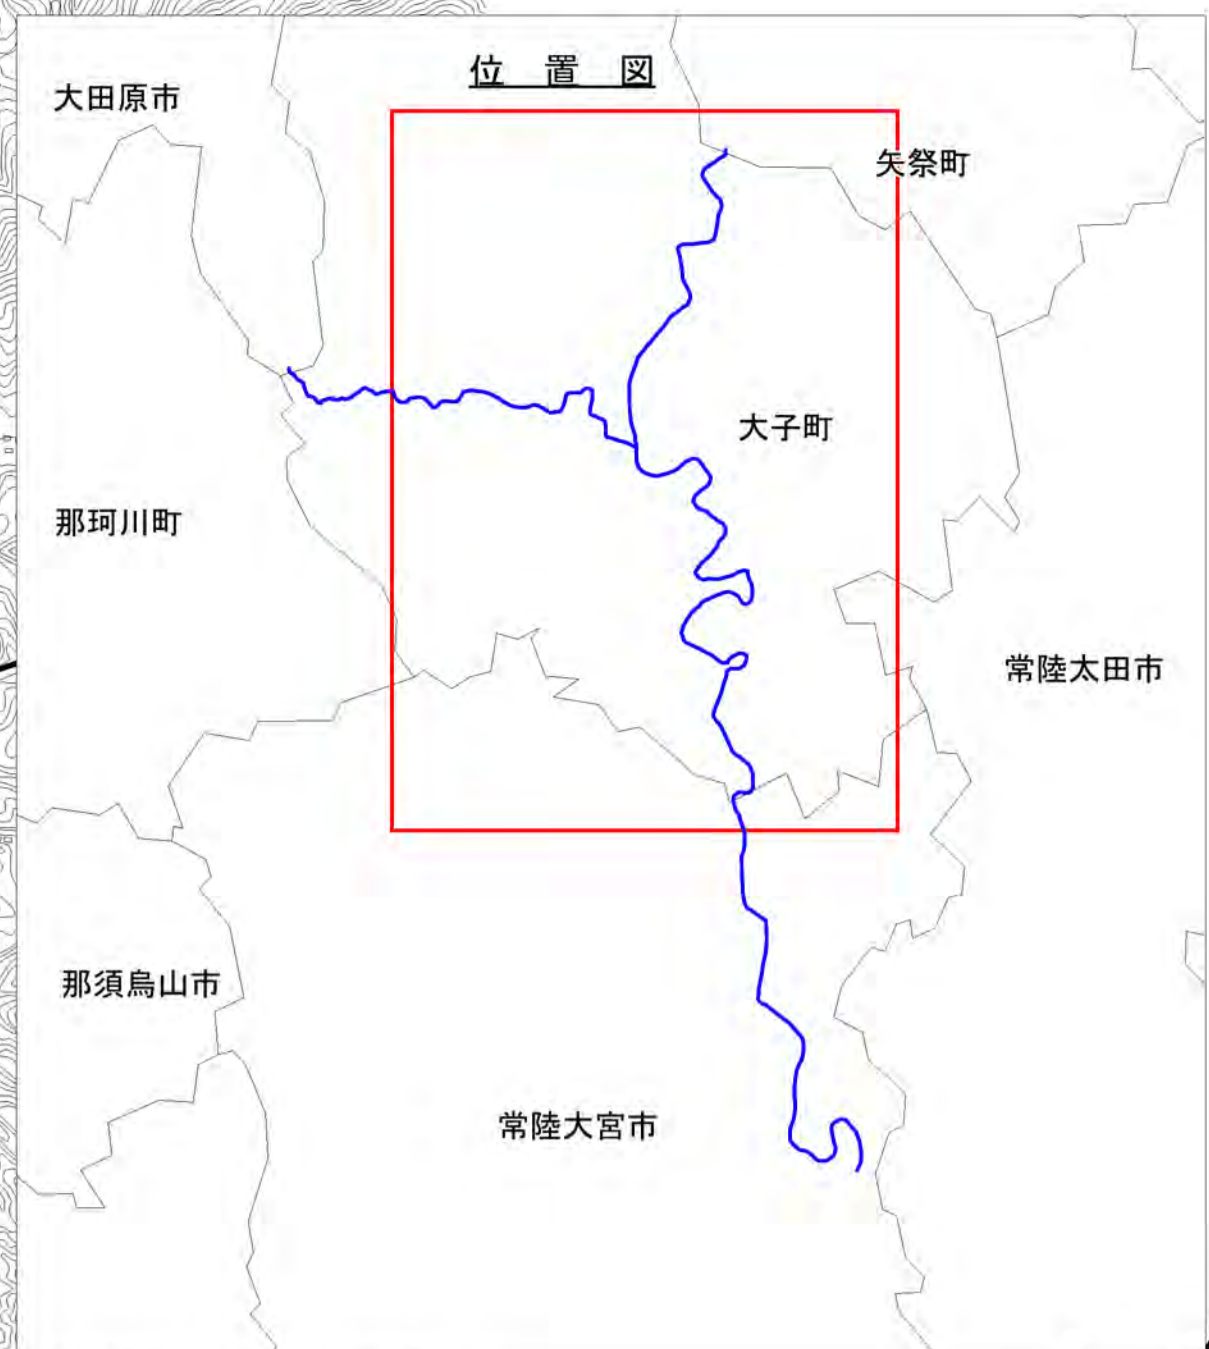 位 置 図
大田原市
矢祭町
大子町
那珂川町
常陸太田市
那須烏山市
常陸大宮市